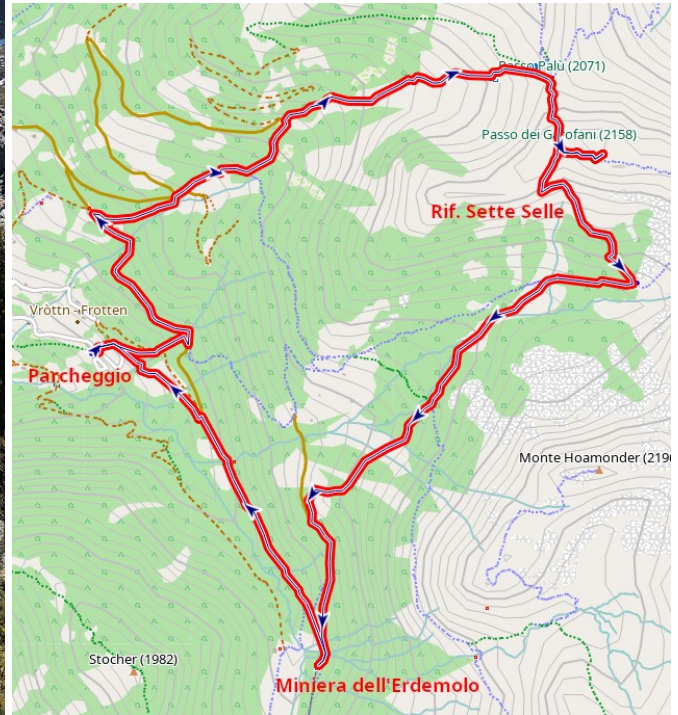 Passo Palù (2071)
Passo dei Garofani (2158)
Rif. Sette Selle
Vrottn - Frotten
Parcheggio
Monte Hoamonder (219
Stocher (1982)
Miniera dell'Erdemolo